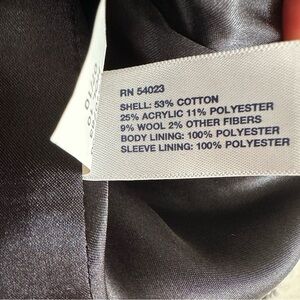 RN 54023
SHELL: 53% COTTON
25% ACRYLIC 11% POLYESTER
9% WOOL 2% OTHER FIBERS
BODY LINING: 100% POLYESTER
SLEEVE LINING: 100% POLYESTER